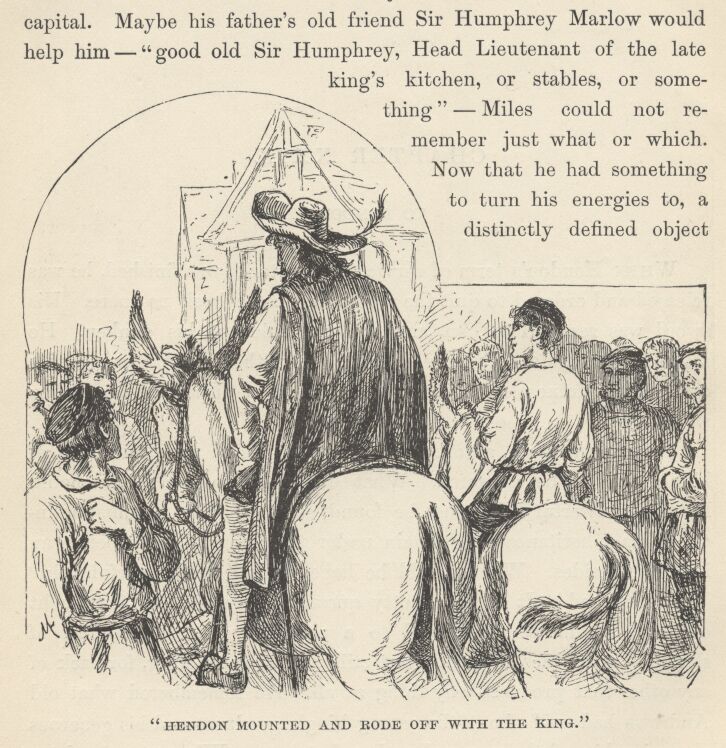 capital. Maybe his father's old friend Sir Humphrey Marlow would
help him — "good old Sir Humphrey, Head Lieutenant of the late
king's kitchen, or stables, or some-
thing" — Miles could not re-
member just what or which.
Now that he had something
to turn his energies to, a
distinctly defined object
"HENDON MOUNTED AND RODE OFF WITH THE KING."